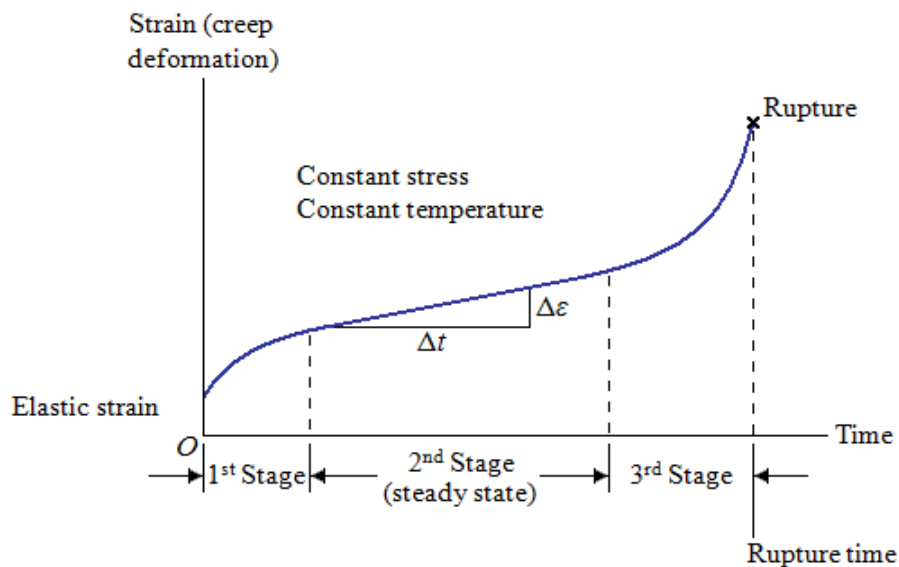 Strain (creep
deformation)
Rupture
Constant stress
Constant temperature
Δε
Δt
Elastic strain
O
Time
1st Stage
2nd Stage
(steady state)
3rd Stage
Rupture time